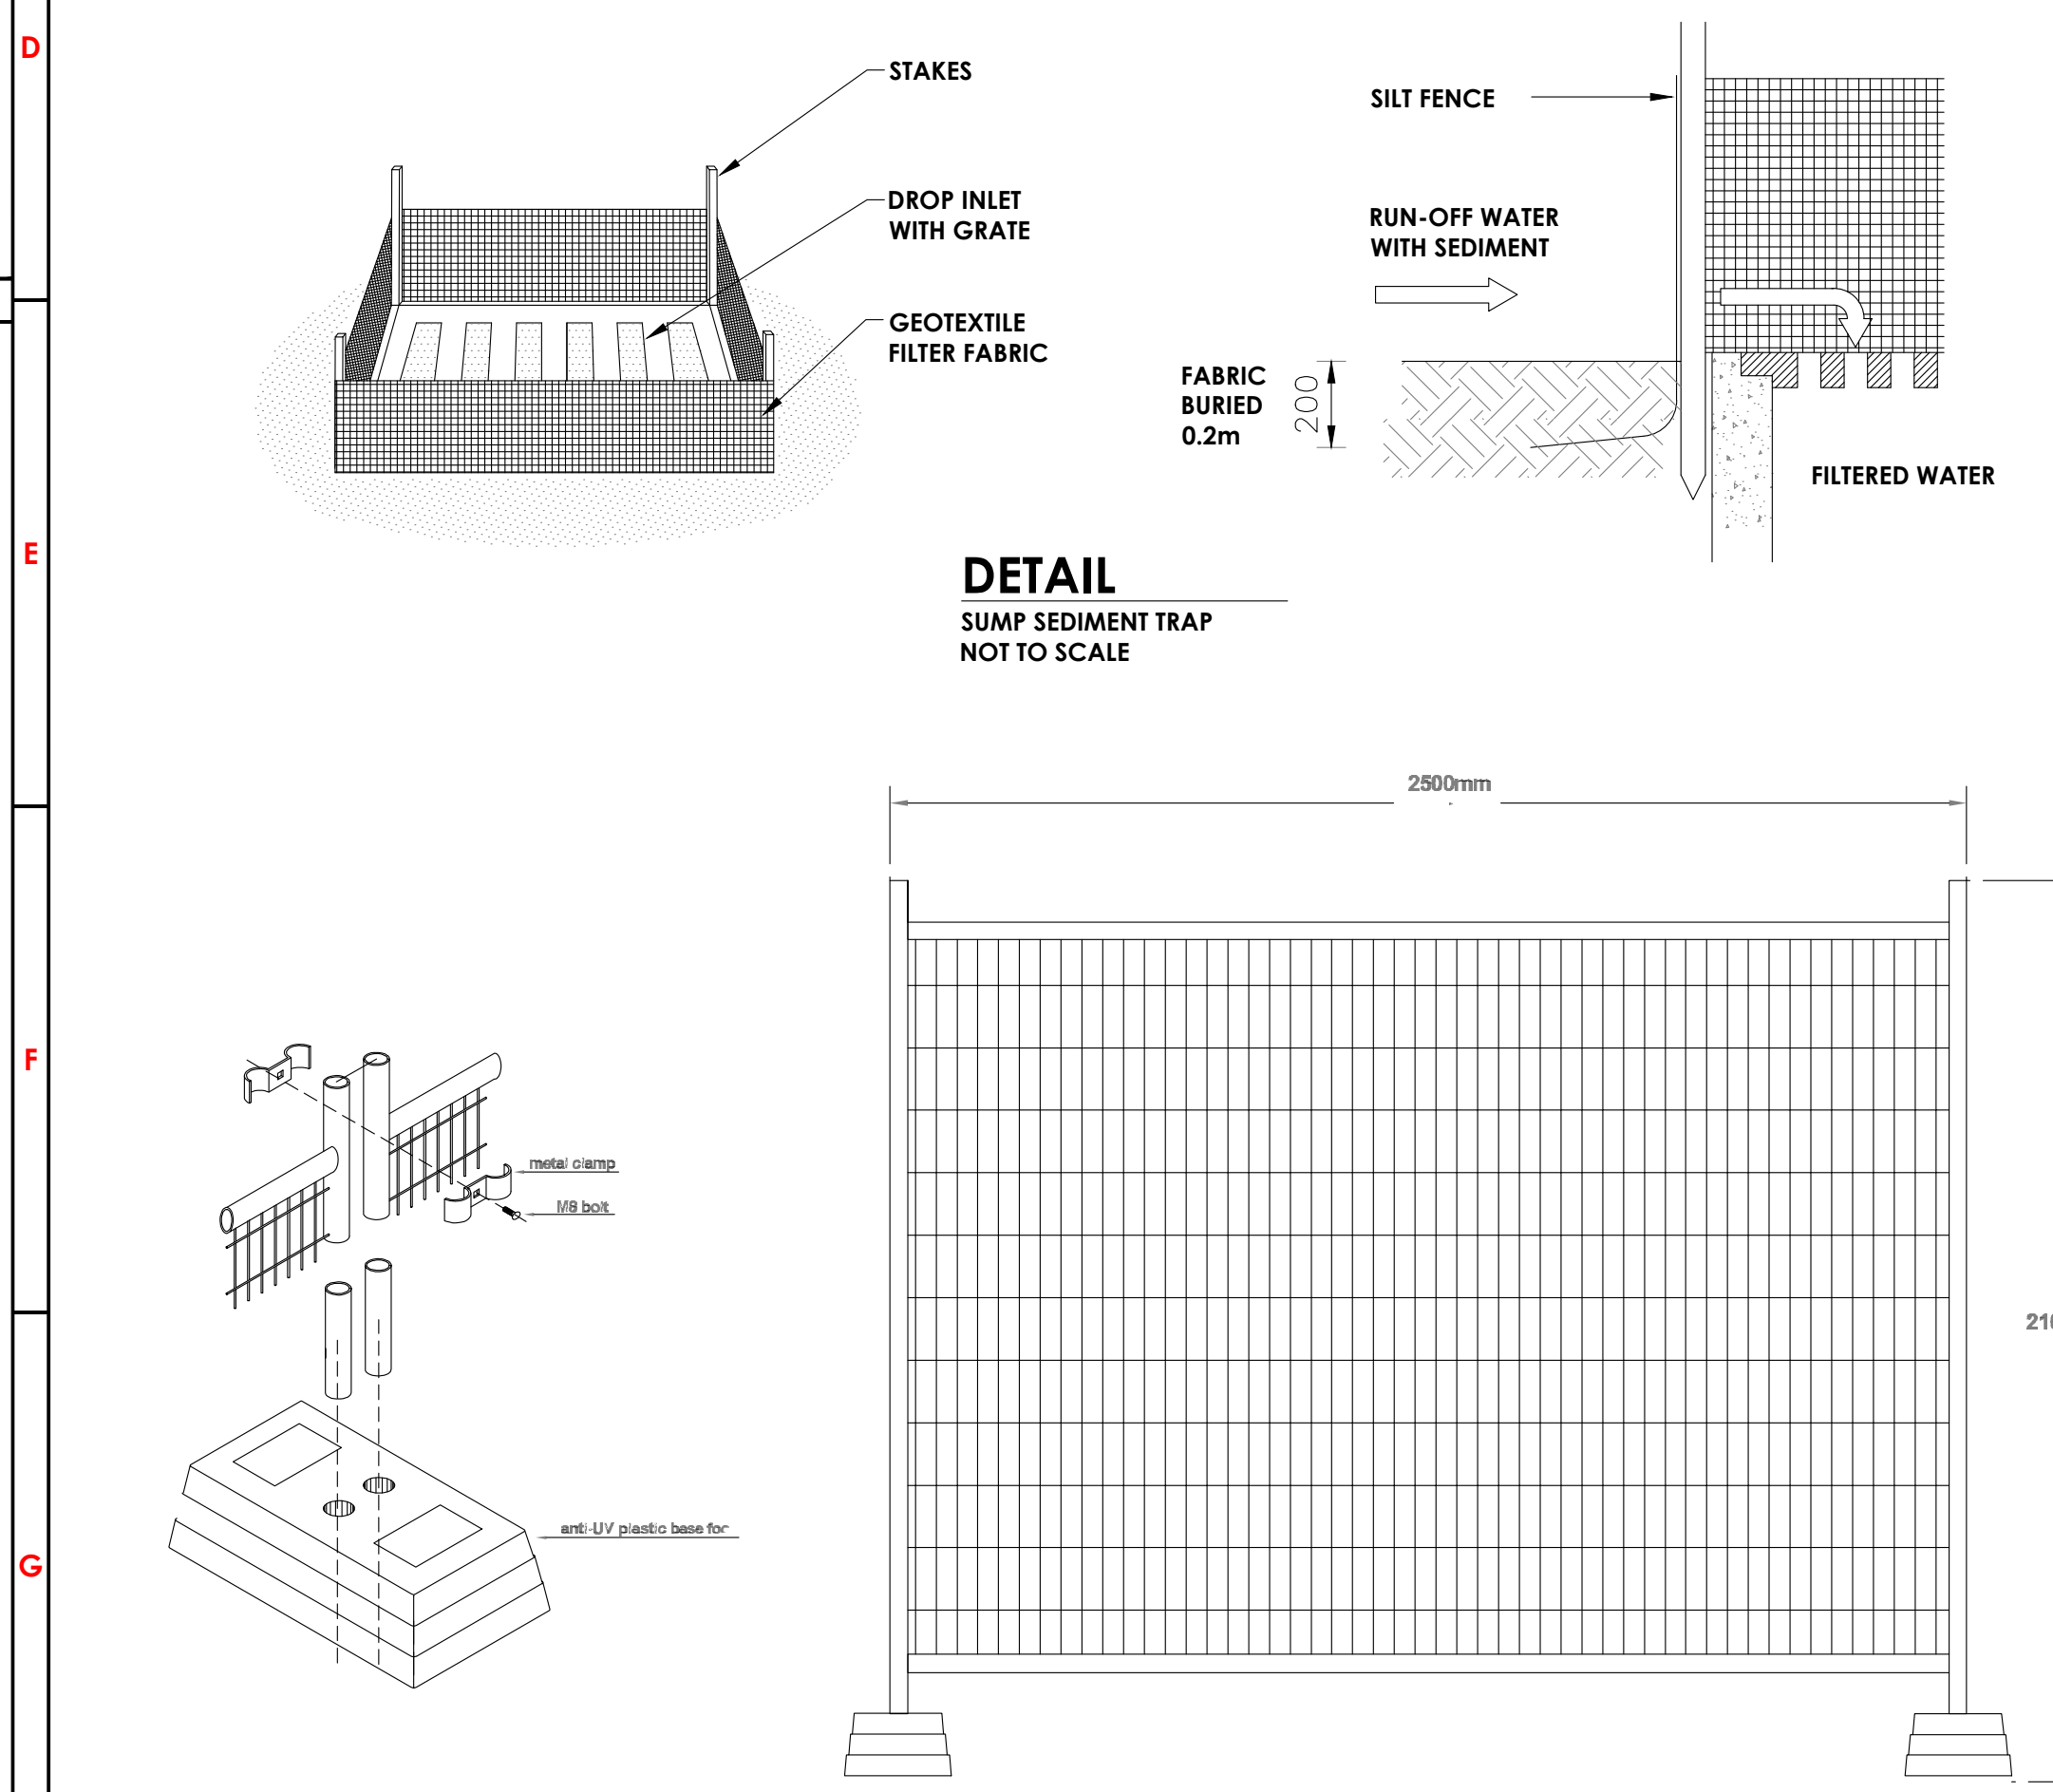 D
STAKES
DROP INLET
WITH GRATE
GEOTEXTILE
FILTER FABRIC
SILT FENCE
RUN-OFF WATER
WITH SEDIMENT
FABRIC
BURIED
0.2m
200
FILTERED WATER
E
DETAIL
SUMP SEDIMENT TRAP
NOT TO SCALE
2500mm
F
metal clamp
M8 bolt
G
anti-UV plastic base for